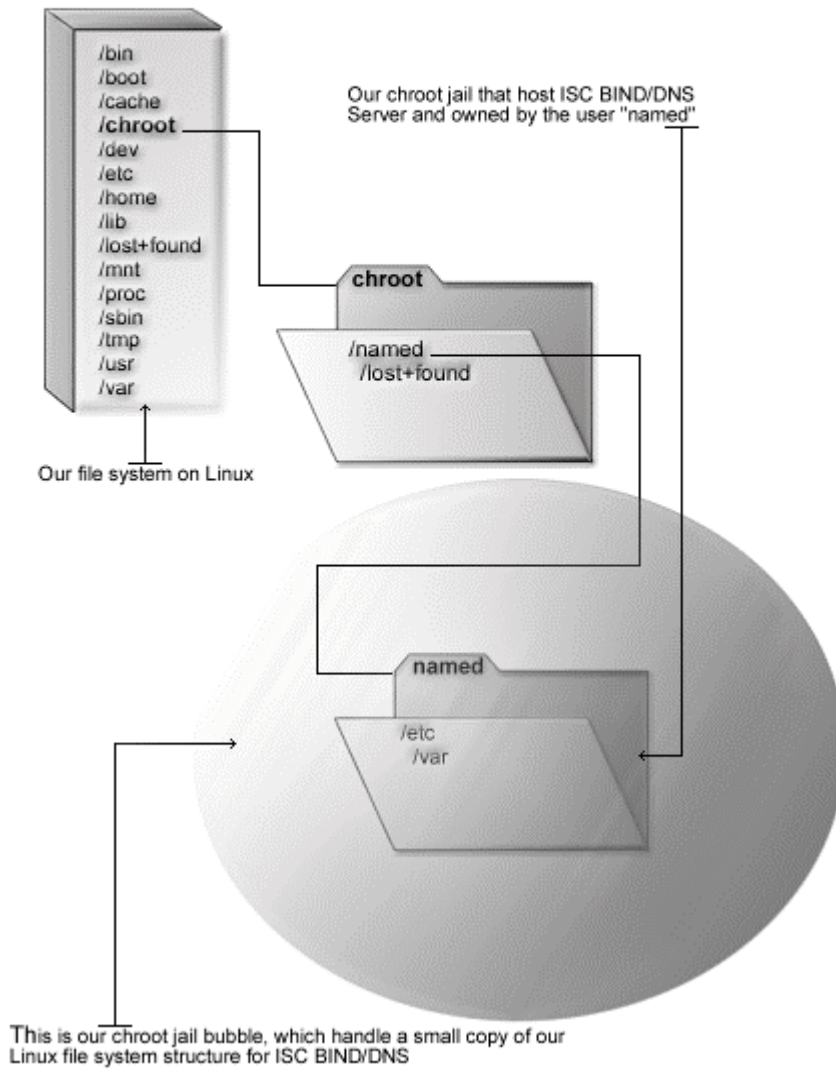 /bin
/boot
/cache
/chroot
/dev
/etc
/home
/lib
/lost+found
/mnt
/proc
/sbin
/tmp
/usr
/var
Our file system on Linux
Our chroot jail that host ISC BIND/DNS
Server and owned by the user "named"
chroot
/named
/lost+found
named
/etc
/var
This is our chroot jail bubble, which handle a small copy of our
Linux file system structure for ISC BIND/DNS